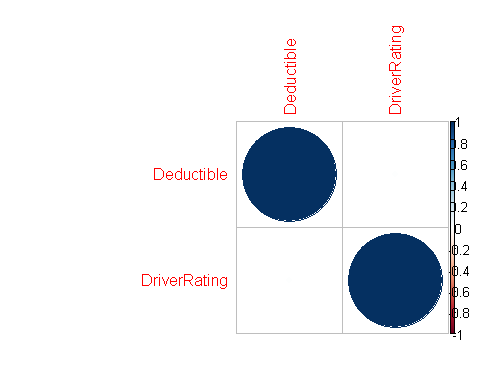 Deductible
DriverRating
Deductible
DriverRating
1
0.8
0.6
0.4
0.2
0
-0.2
-0.4
-0.6
-0.8
-1